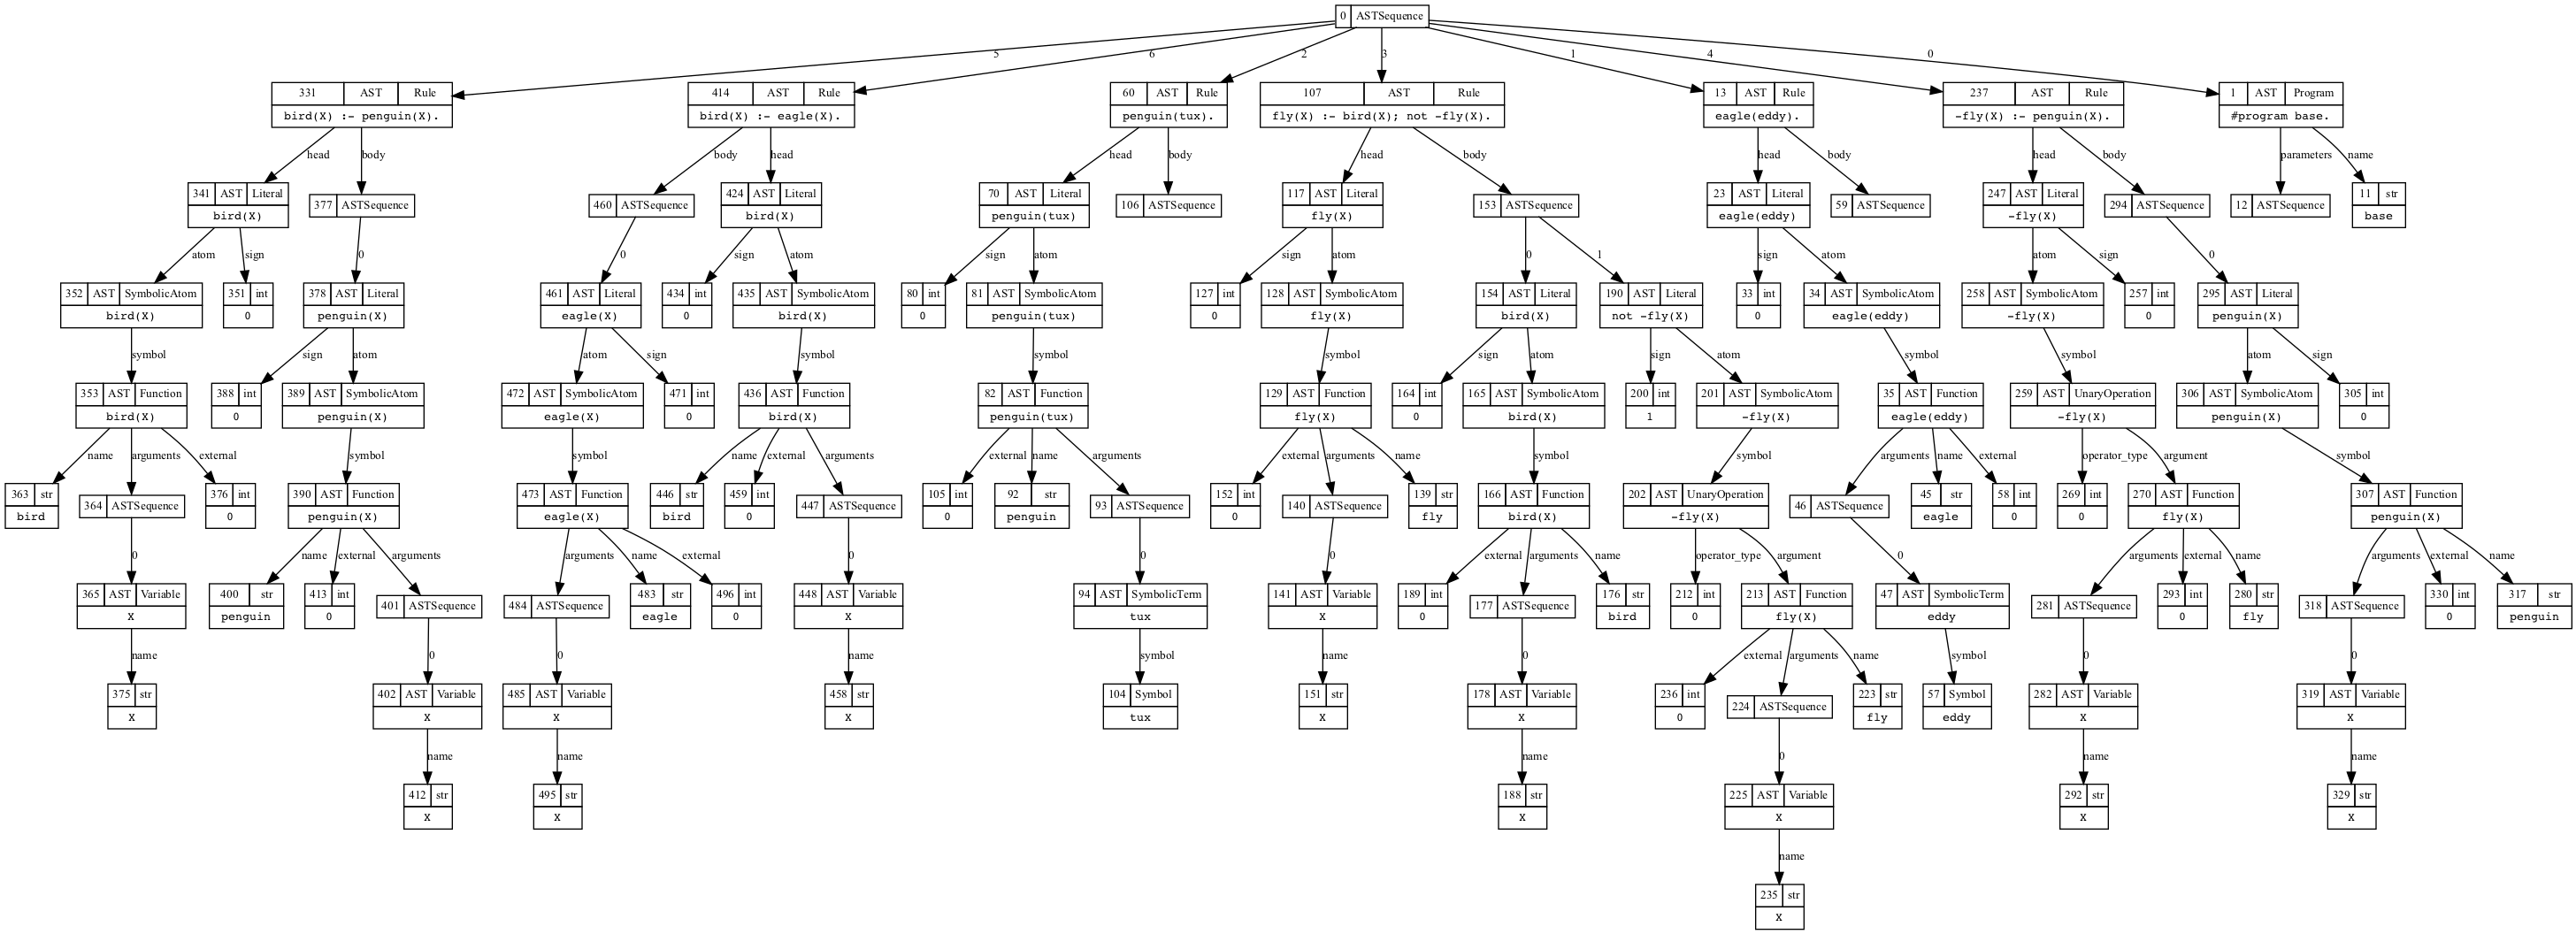 0 ASTSequence
5 6 2 3 1 4 0
331 AST Rule 414 AST Rule 60 AST Rule 107 AST Rule 13 AST Rule 237 AST Rule 1 AST Program
bird(X) :- penguin(X). bird(X) :- eagle(X). penguin(tux). fly(X) :- bird(X); not -fly(X). eagle(eddy). -fly(X) :- penguin(X). #program base.
head body body head head body head body head body head body parameters name
341 AST Literal 377 ASTSequence 460 ASTSequence 424 AST Literal 70 AST Literal 106 ASTSequence 117 AST Literal 153 ASTSequence 23 AST Literal 59 ASTSequence 247 AST Literal 294 ASTSequence 12 ASTSequence 11 str
bird(X) bird(X) penguin(tux) fly(X) eagle(eddy) -fly(X) base
atom sign 0 0 sign atom sign atom sign atom 0 1 sign atom atom sign 0
352 AST SymbolicAtom 351 int 378 AST Literal 461 AST Literal 434 int 435 AST SymbolicAtom 80 int 81 AST SymbolicAtom 127 int 128 AST SymbolicAtom 154 AST Literal 190 AST Literal 33 int 34 AST SymbolicAtom 258 AST SymbolicAtom 257 int 295 AST Literal
bird(X) 0 penguin(X) eagle(X) 0 bird(X) 0 penguin(tux) 0 fly(X) bird(X) not -fly(X) 0 eagle(eddy) -fly(X) 0 penguin(X)
symbol sign atom atom sign symbol symbol symbol sign atom sign atom symbol symbol atom sign
353 AST Function 388 int 389 AST SymbolicAtom 472 AST SymbolicAtom 471 int 436 AST Function 82 AST Function 129 AST Function 164 int 165 AST SymbolicAtom 200 int 201 AST SymbolicAtom 35 AST Function 259 AST UnaryOperation 306 AST SymbolicAtom 305 int
bird(X) 0 penguin(X) eagle(X) 0 bird(X) penguin(tux) fly(X) 0 bird(X) 1 -fly(X) eagle(eddy) -fly(X) penguin(X) 0
name arguments external symbol symbol name external arguments external name arguments external arguments name symbol symbol arguments name external operator_type argument symbol
363 str 364 ASTSequence 376 int 390 AST Function 473 AST Function 446 str 459 int 447 ASTSequence 105 int 92 str 93 ASTSequence 152 int 140 ASTSequence 139 str 166 AST Function 202 AST UnaryOperation 46 ASTSequence 45 str 58 int 269 int 270 AST Function 307 AST Function
bird 0 penguin(X) eagle(X) bird 0 0 penguin 0 fly bird(X) -fly(X) eagle 0 0 fly(X) penguin(X)
0 name external arguments arguments name external 0 0 0 external arguments name operator_type argument 0 arguments external name arguments external name
365 AST Variable 400 str 413 int 401 ASTSequence 484 ASTSequence 483 str 496 int 448 AST Variable 94 AST SymbolicTerm 141 AST Variable 189 int 177 ASTSequence 176 str 212 int 213 AST Function 47 AST SymbolicTerm 281 ASTSequence 293 int 280 str 318 ASTSequence 330 int 317 str
X penguin 0 eagle 0 X tux X 0 bird 0 fly(X) eddy 0 fly 0 penguin
name 0 0 name symbol name 0 external arguments name symbol 0 0
375 str 402 AST Variable 485 AST Variable 458 str 104 Symbol 151 str 178 AST Variable 236 int 224 ASTSequence 223 str 57 Symbol 282 AST Variable 319 AST Variable
X X X X tux X X 0 fly eddy X X
name name name 0 name name
412 str 495 str 188 str 225 AST Variable 292 str 329 str
X X X X X X
name
235 str
X